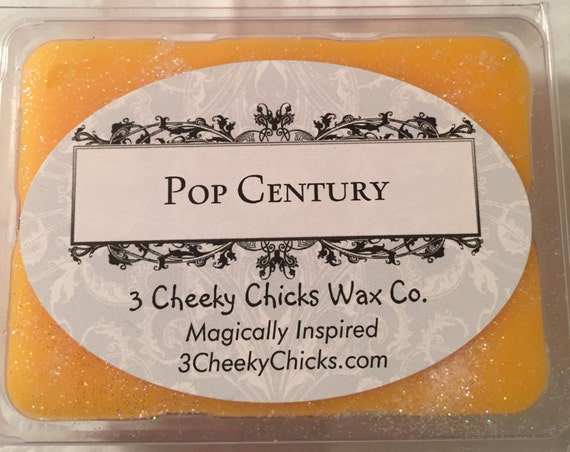 Pop Century
3 Cheeky Chicks Wax Co.
Magically Inspired
3CheekyChicks.com